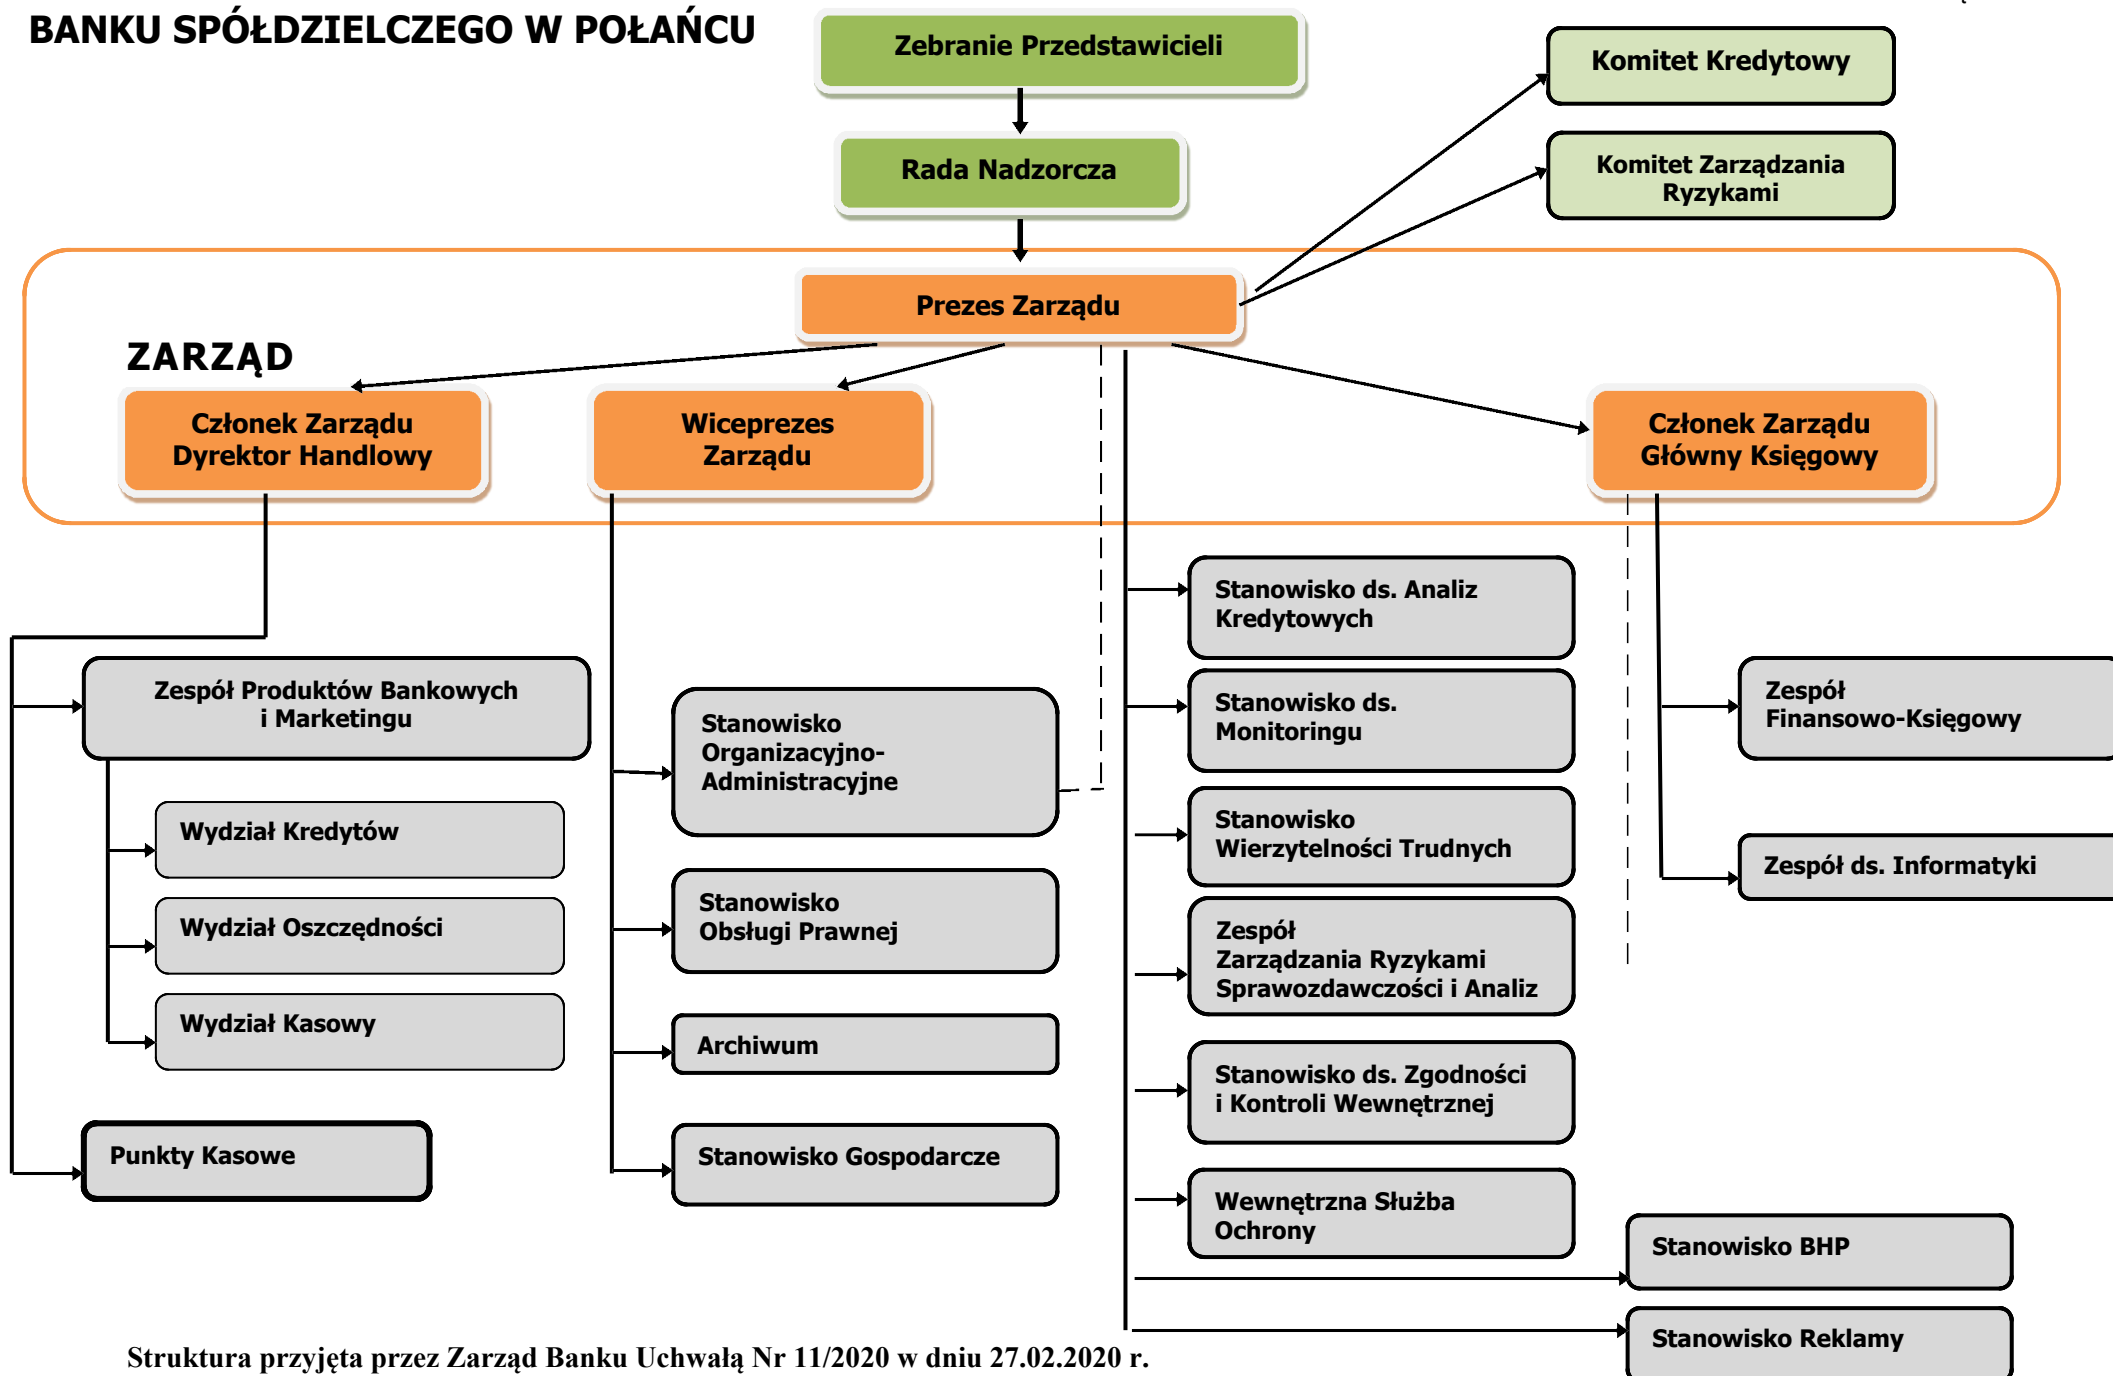 BANKU SPÓŁDZIELCZEGO W POŁAŃCU
Zebranie Przedstawicieli
Komitet Kredytowy
Rada Nadzorcza
Komitet Zarządzania
Ryzykami
Prezes Zarządu
ZARZĄD
Członek Zarządu
Dyrektor Handlowy
Wiceprezes
Zarządu
Członek Zarządu
Główny Księgowy
Zespół Produktów Bankowych
i Marketingu
Wydział Kredytów
Wydział Oszczędności
Wydział Kasowy
Punkty Kasowe
Stanowisko
Organizacyjno-
Administracyjne
Stanowisko
Obsługi Prawnej
Archiwum
Stanowisko Gospodarcze
Stanowisko ds. Analiz
Kredytowych
Stanowisko ds.
Monitoringu
Stanowisko
Wierzytelności Trudnych
Zespół
Zarządzania Ryzykami
Sprawozdawczości i Analiz
Stanowisko ds. Zgodności
i Kontroli Wewnętrznej
Wewnętrzna Służba
Ochrony
Zespół
Finansowo-Księgowy
Zespół ds. Informatyki
Stanowisko BHP
Stanowisko Reklamy
Struktura przyjęta przez Zarząd Banku Uchwałą Nr 11/2020 w dniu 27.02.2020 r.